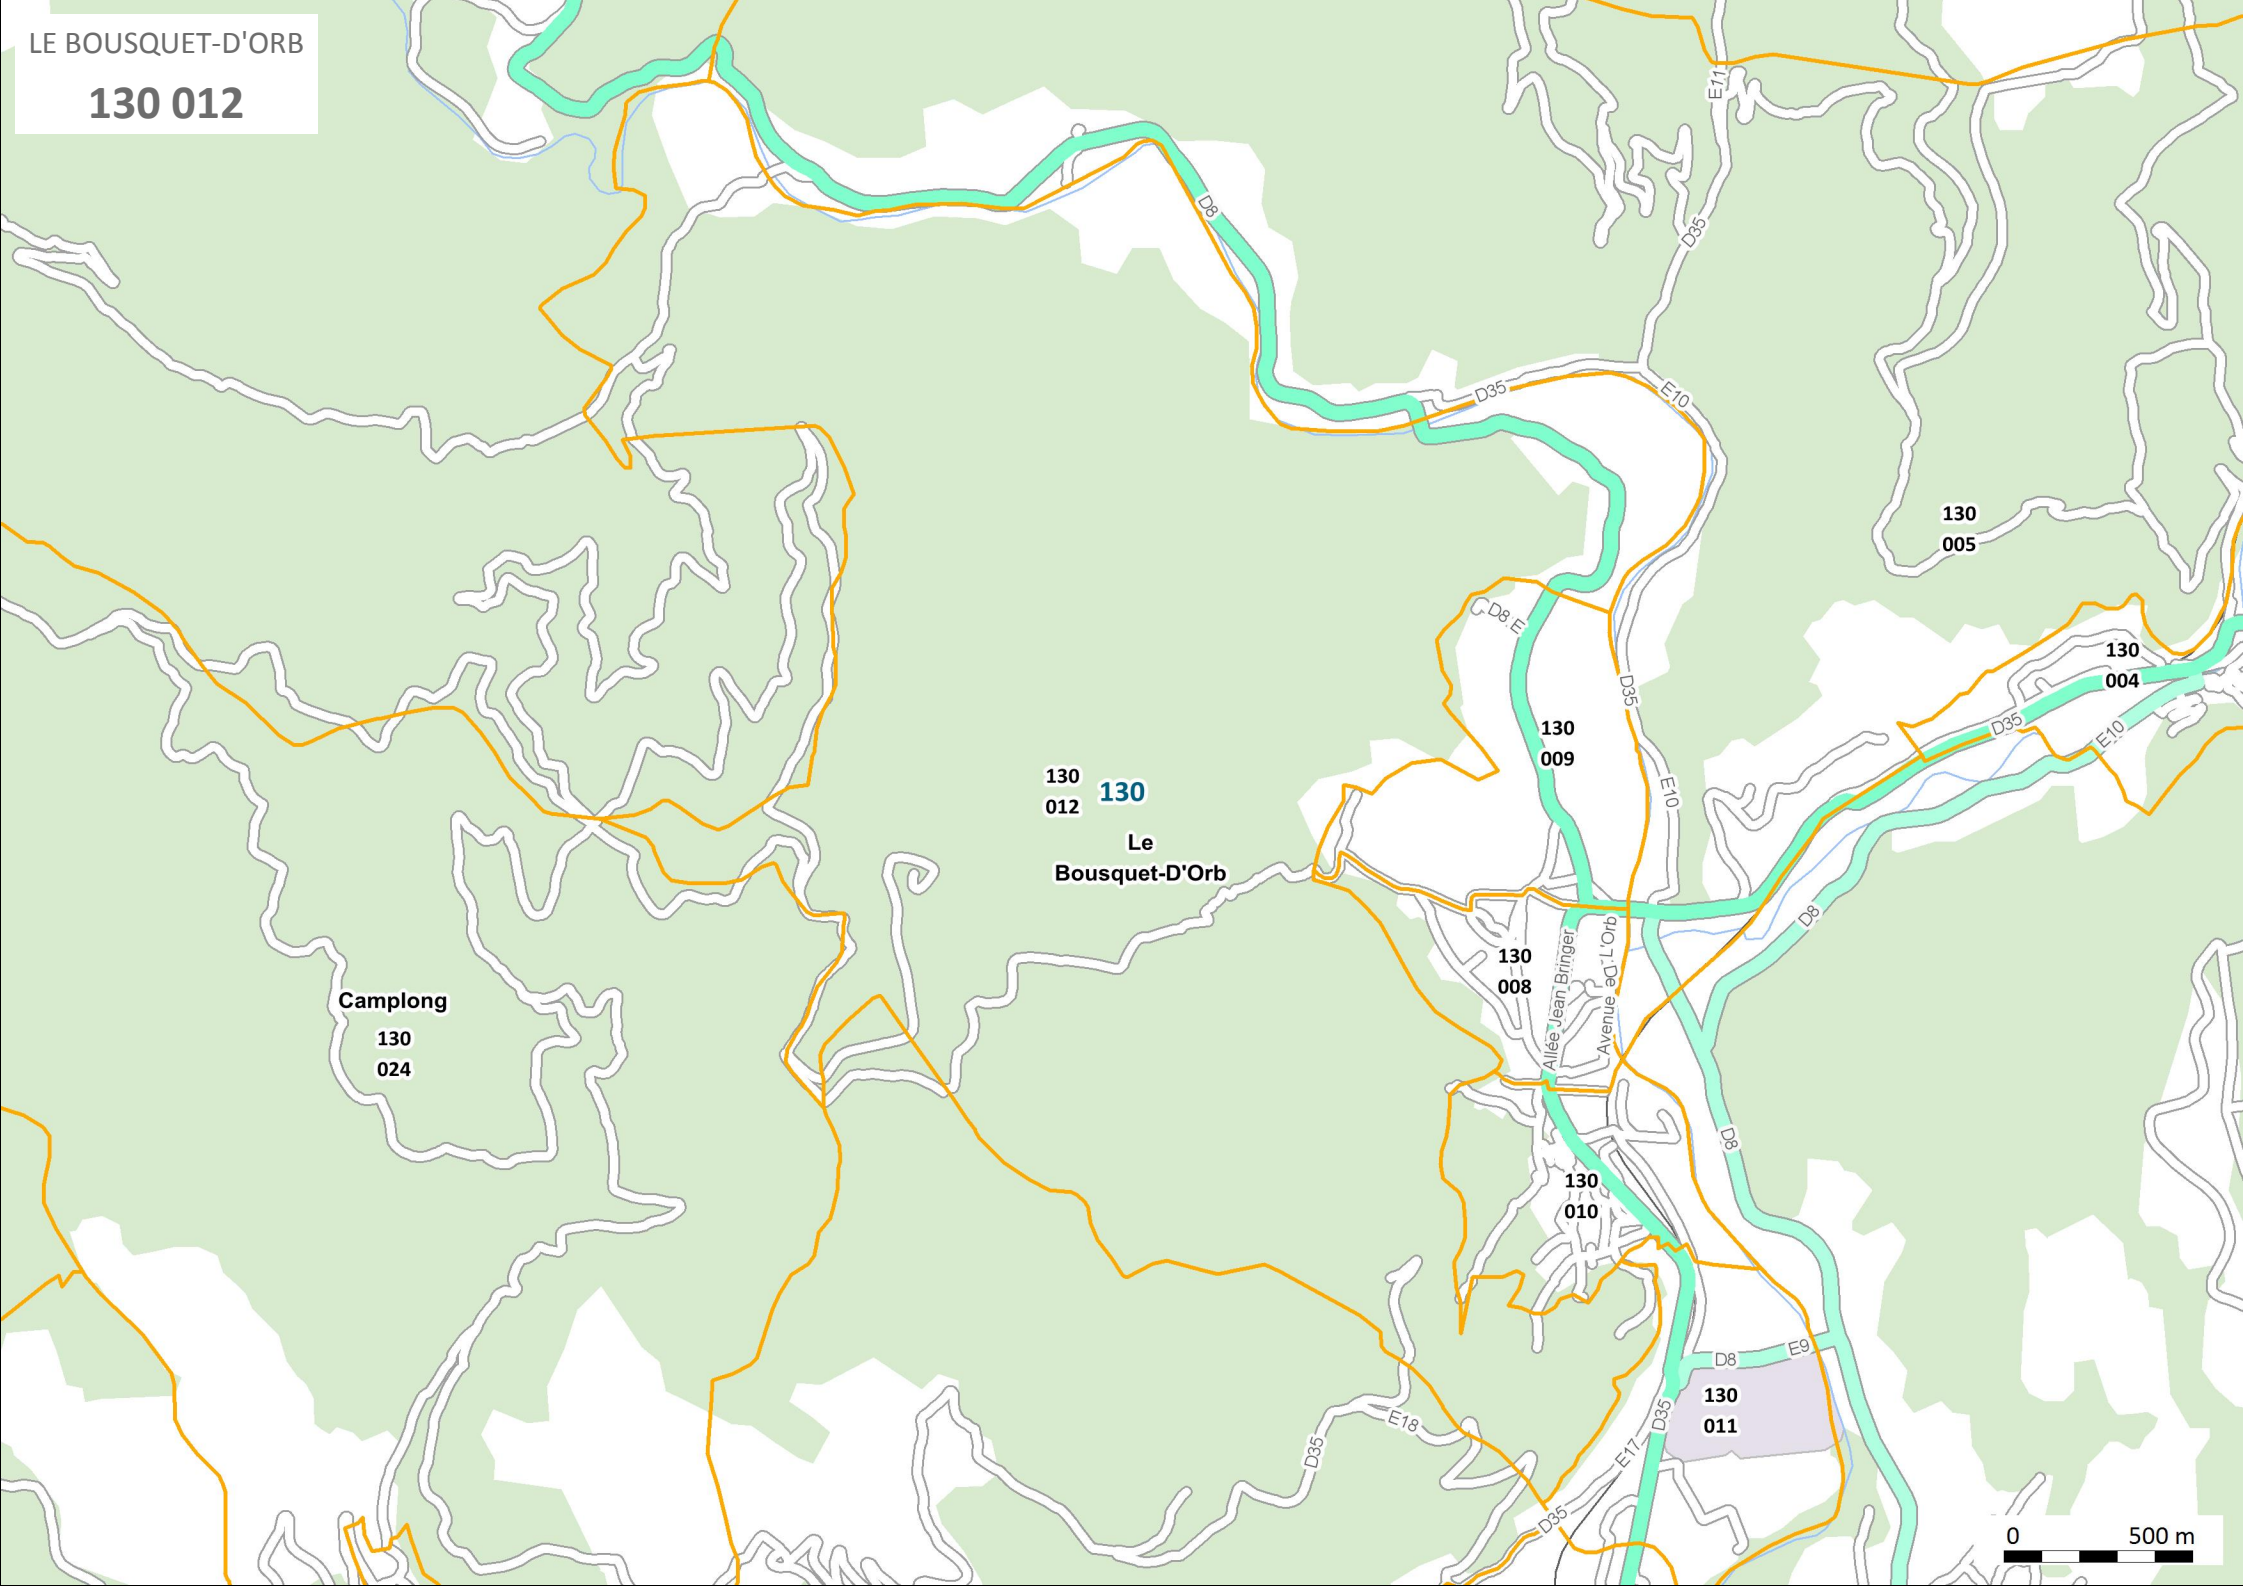 LE BOUSQUET-D'ORB
130 012
E11
D8
D35
D35
E10
130
005
D8 E
130
004
D35
D35
E10
130
009
130
012
130
E10
Le
Bousquet-D'Orb
D8
Allée Jean Bringer
Avenue De L'Orb
130
008
Camplong
130
024
D8
130
010
D8
E9
130
011
D35
E18
D35
E17
D35
0
500 m